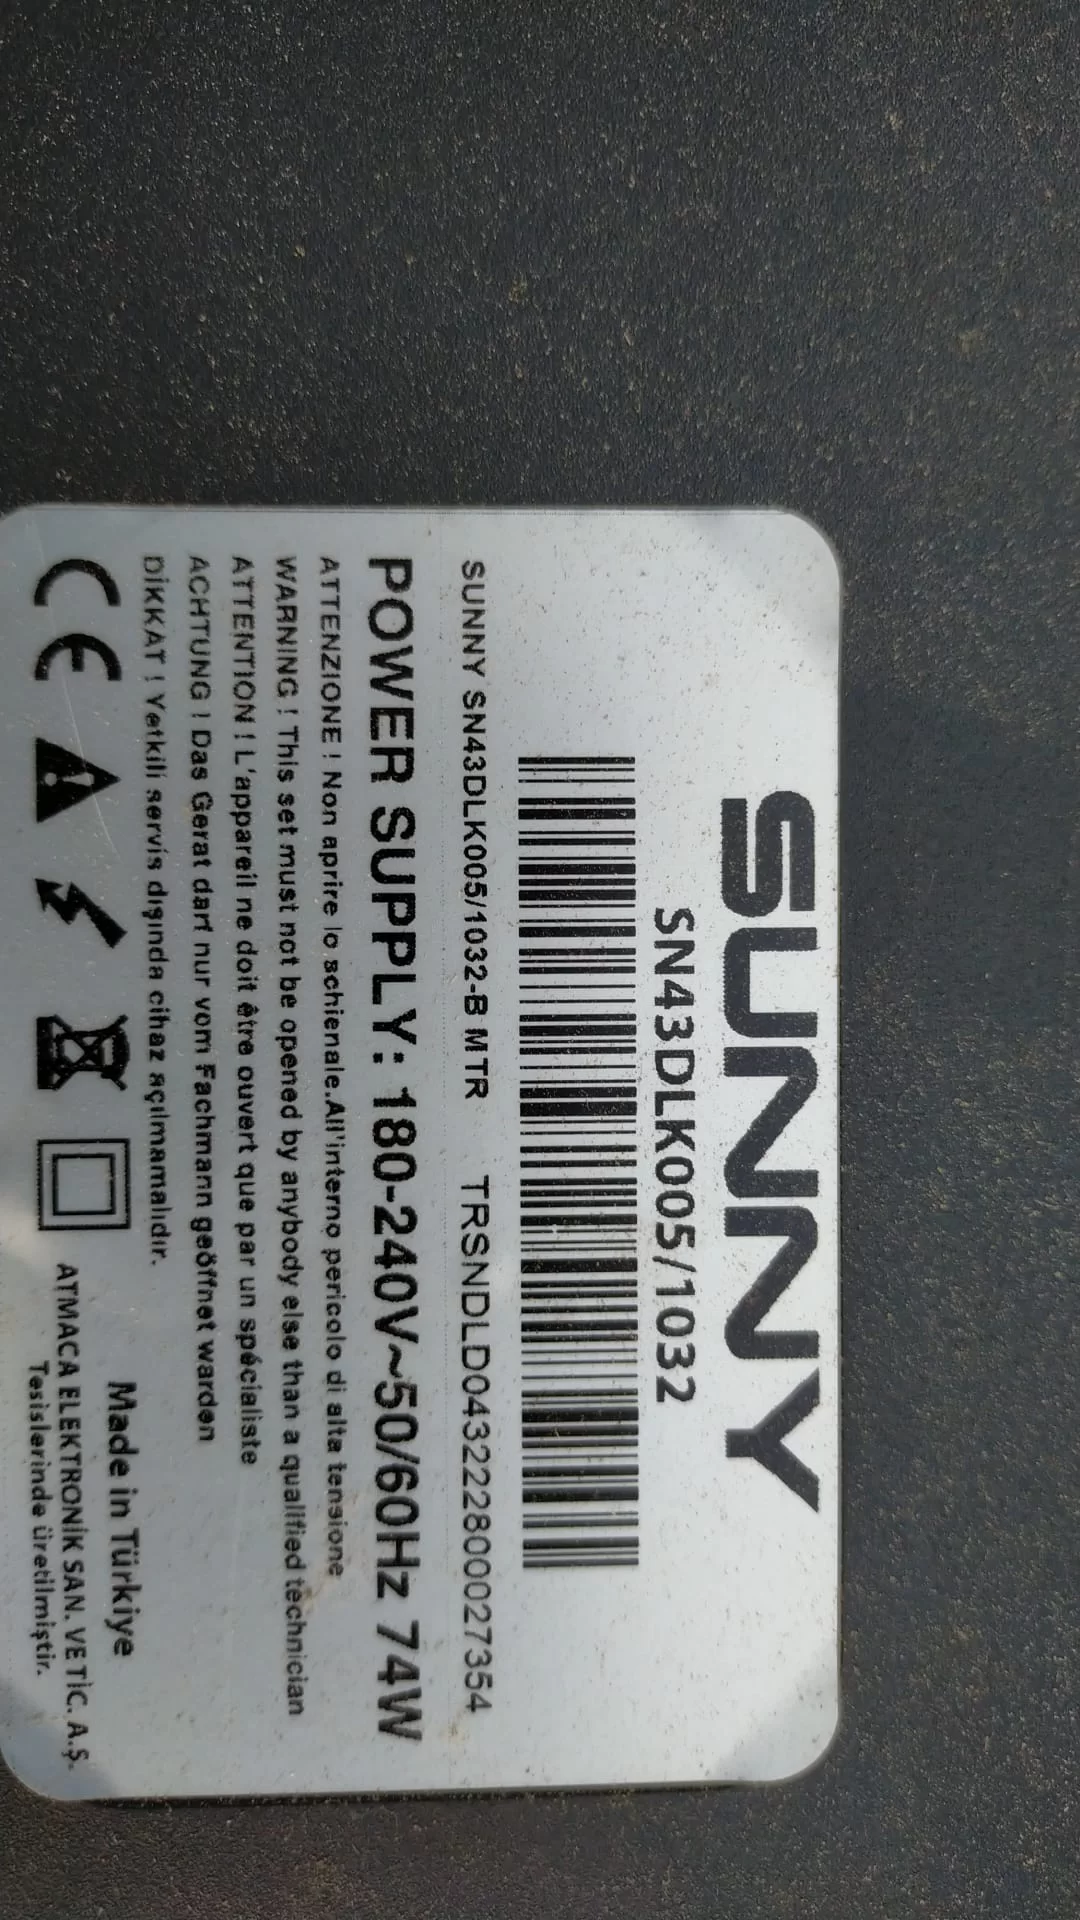 SUNNY
SN43DLK005/1032
SUNNY SN43DLK005/1032-B MTR TRSNDLD043222800027354
POWER SUPPLY: 180-240V~50/60Hz 74W
ATTENZIONE ! Non aprire lo schienale.All'interno pericolo di alta tensione
WARNING ! This set must not be opened by anybody else than a qualified technician
ATTENTION ! L'appareil ne doit être ouvert que par un spécialiste
ACHTUNG ! Das Gerat darf nur vom Fachmann geöffnet warden
DİKKAT ! Yetkili servis dışında cihaz açılmamalıdır.
CE
Made in Türkiye
ATMACA ELEKTRONİK SAN. VE TİC. A.Ş.
Tesislerinde üretilmiştir.